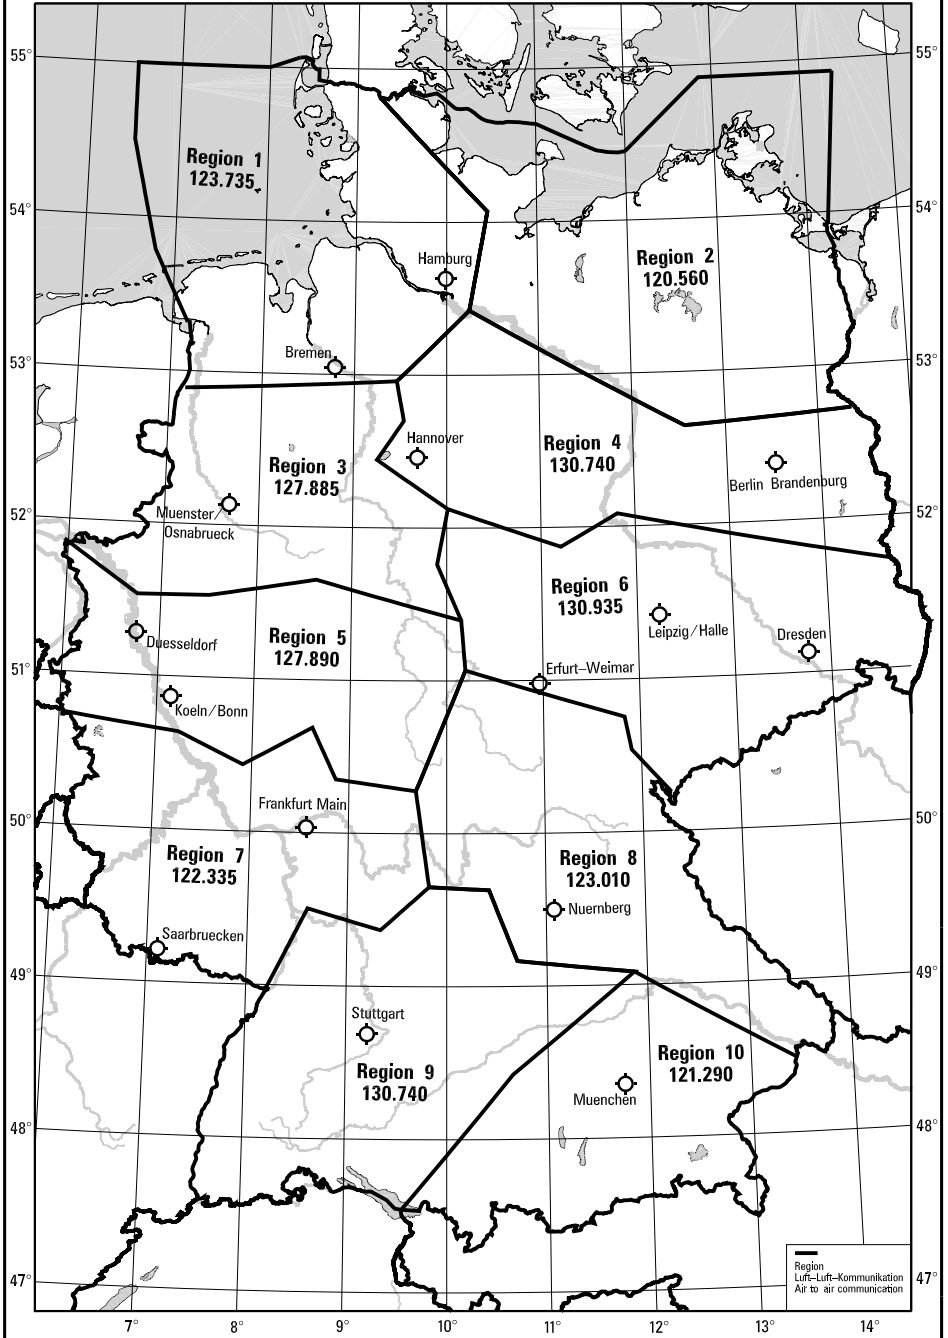 55°
55°
Region 1
123.735
54°
54°
Hamburg
Region 2
120.560
Bremen
53°
53°
Hannover
Region 4
130.740
Region 3
127.885
Berlin Brandenburg
Muenster/
Osnabrueck
52°
52°
Region 6
130.935
Leipzig/Halle
Dresden
Duesseldorf
Region 5
127.890
51°
51°
Erfurt–Weimar
Koeln/Bonn
Frankfurt Main
50°
50°
Region 7
122.335
Region 8
123.010
Nuernberg
Saarbruecken
49°
49°
Stuttgart
Region 9
130.740
Region 10
121.290
Muenchen
48°
48°
Region
Luft–Luft–Kommunikation
Air to air communication
47°
47°
7° 8° 9° 10° 11° 12° 13° 14°